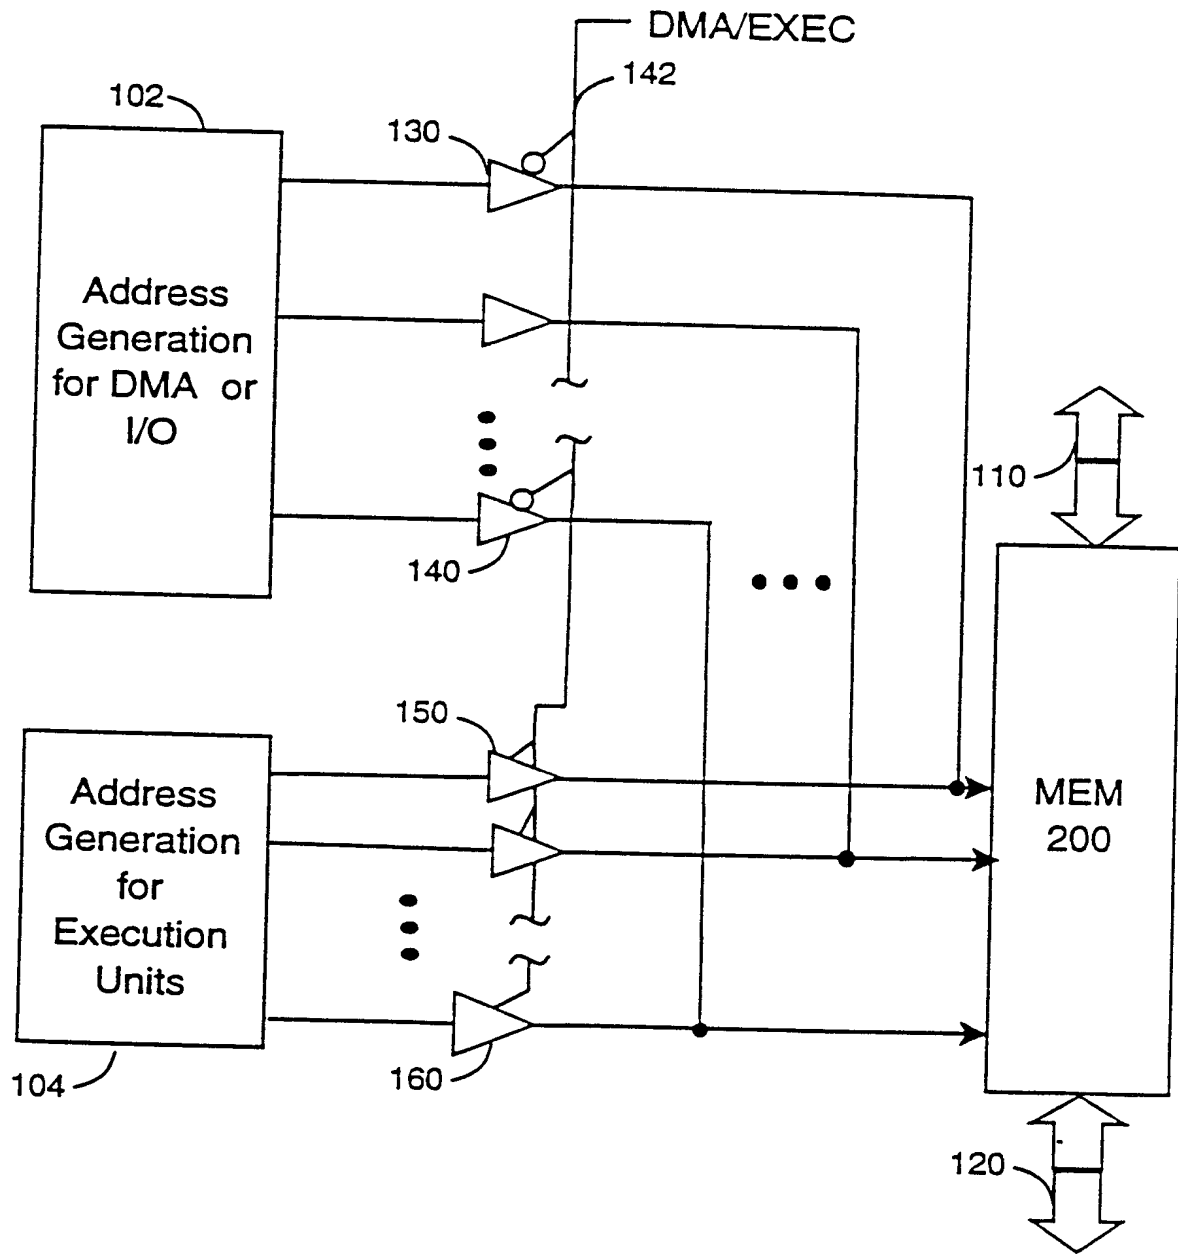 DMA/EXEC
142
102
130
Address
Generation
for DMA or
I/O
110
140
150
Address
Generation
for
Execution
Units
MEM
200
104
160
120